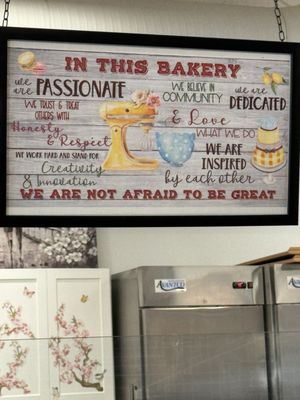 IN THIS BAKERY
we are PASSIONATE
WE TRUST & TREAT OTHERS WITH
Honesty & Respect
WE WORK HARD AND STAND FOR
Creativity & Innovation
WE BELIEVE IN COMMUNITY
we are DEDICATED
& Love WHAT WE DO
WE ARE INSPIRED by each other
WE ARE NOT AFRAID TO BE GREAT
AVANTCO
AVANTCO